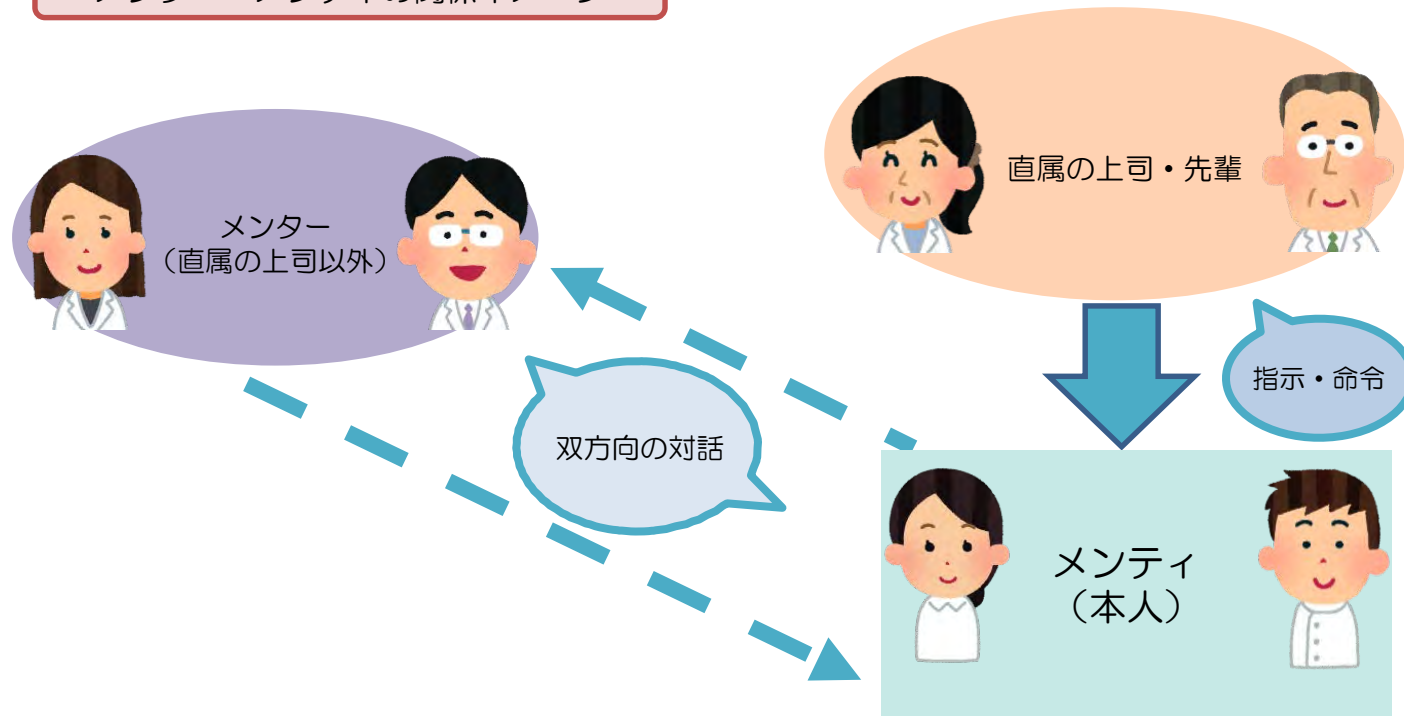 直属の上司・先輩
メンター
（直属の上司以外）
指示・命令
双方向の対話
メンティ
（本人）